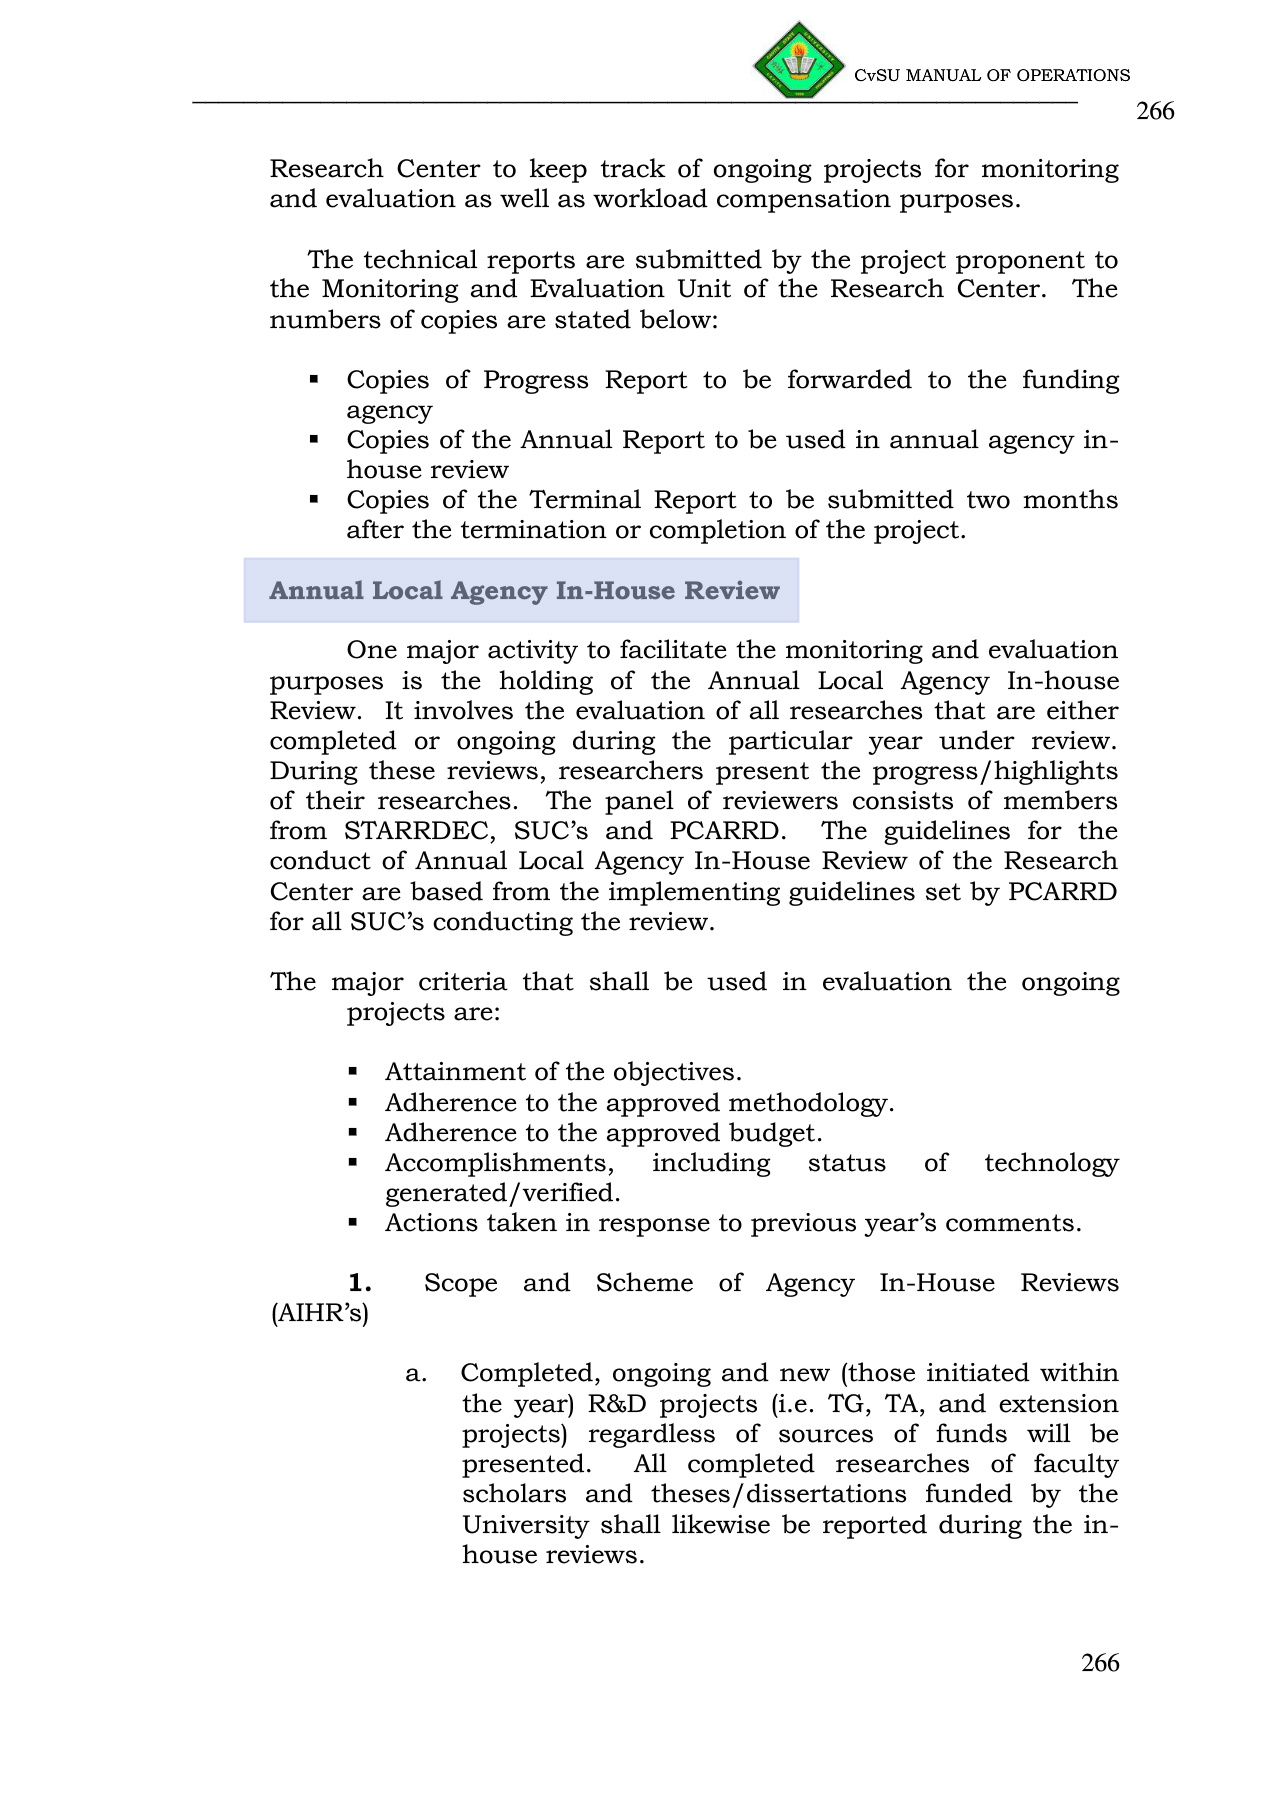 CvSU MANUAL OF OPERATIONS
266
Research Center to keep track of ongoing projects for monitoring
and evaluation as well as workload compensation purposes.
The technical reports are submitted by the project proponent to
the Monitoring and Evaluation Unit of the Research Center. The
numbers of copies are stated below:
▪ Copies of Progress Report to be forwarded to the funding
agency
▪ Copies of the Annual Report to be used in annual agency in-
house review
▪ Copies of the Terminal Report to be submitted two months
after the termination or completion of the project.
Annual Local Agency In-House Review
One major activity to facilitate the monitoring and evaluation
purposes is the holding of the Annual Local Agency In-house
Review. It involves the evaluation of all researches that are either
completed or ongoing during the particular year under review.
During these reviews, researchers present the progress/highlights
of their researches. The panel of reviewers consists of members
from STARRDEC, SUC’s and PCARRD. The guidelines for the
conduct of Annual Local Agency In-House Review of the Research
Center are based from the implementing guidelines set by PCARRD
for all SUC’s conducting the review.
The major criteria that shall be used in evaluation the ongoing
projects are:
▪ Attainment of the objectives.
▪ Adherence to the approved methodology.
▪ Adherence to the approved budget.
▪ Accomplishments, including status of technology
generated/verified.
▪ Actions taken in response to previous year’s comments.
1. Scope and Scheme of Agency In-House Reviews
(AIHR’s)
a. Completed, ongoing and new (those initiated within
the year) R&D projects (i.e. TG, TA, and extension
projects) regardless of sources of funds will be
presented. All completed researches of faculty
scholars and theses/dissertations funded by the
University shall likewise be reported during the in-
house reviews.
266